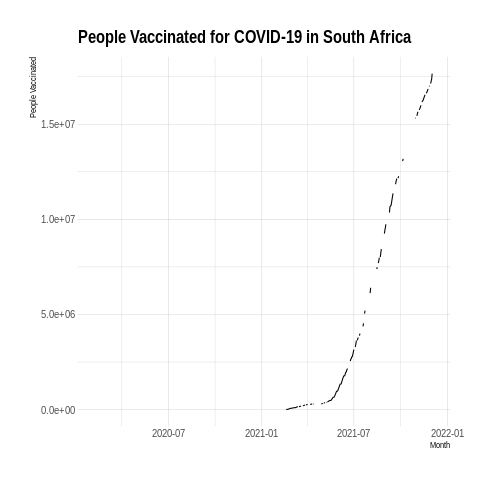 People Vaccinated for COVID-19 in South Africa
People Vaccinated
1.5e+07
1.0e+07
5.0e+06
0.0e+00
2020-07
2021-01
2021-07
2022-01
Month